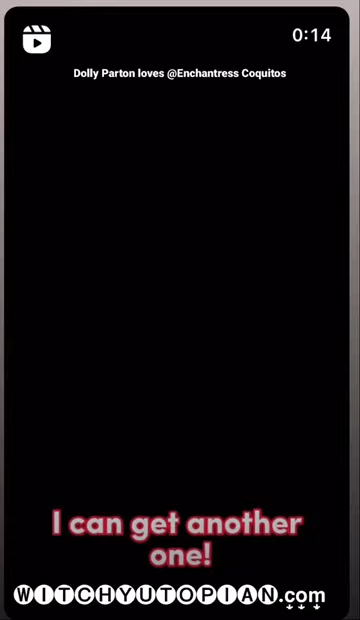 0:14
Dolly Parton loves @Enchantress Coquitos
I can get another
one!
ⓌⒾⓉⒸⒽⓎⓊⓉⓄⓅⒾⒶⓃ.com